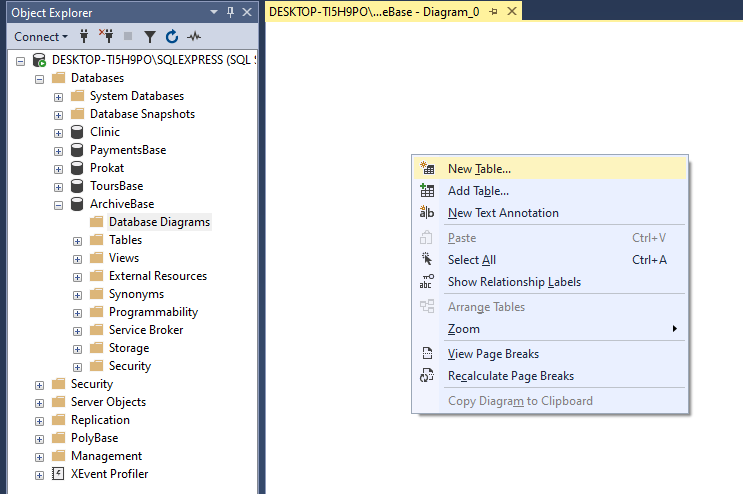 Object Explorer
Connect
DESKTOP-TI5H9PO\SQLEXPRESS (SQL S
Databases
System Databases
Database Snapshots
Clinic
PaymentsBase
Prokat
ToursBase
ArchiveBase
Database Diagrams
Tables
Views
External Resources
Synonyms
Programmability
Service Broker
Storage
Security
Security
Server Objects
Replication
PolyBase
Management
XEvent Profiler
DESKTOP-TI5H9PO\...eBase - Diagram_0
New Table...
Add Table...
New Text Annotation
Paste Ctrl+V
Select All Ctrl+A
Show Relationship Labels
Arrange Tables
Zoom
View Page Breaks
Recalculate Page Breaks
Copy Diagram to Clipboard